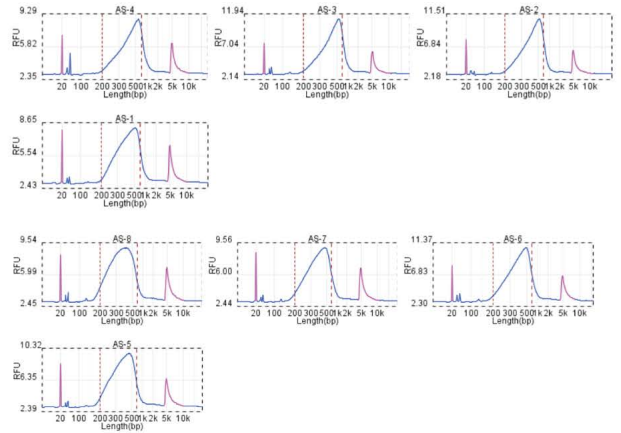 AS-4
9.29
RFU
5.82
2.35
20 100 200 300 500 1k 2k 5k 10k
Length(bp)
AS-3
11.94
RFU
7.04
2.14
20 100 200 300 500 1k 2k 5k 10k
Length(bp)
AS-2
11.51
RFU
6.84
2.18
20 100 200 300 500 1k 2k 5k 10k
Length(bp)
AS-1
8.65
RFU
5.54
2.43
20 100 200 300 500 1k 2k 5k 10k
Length(bp)
AS-8
9.54
RFU
5.99
2.45
20 100 200 300 500 1k 2k 5k 10k
Length(bp)
AS-7
9.56
RFU
6.00
2.44
20 100 200 300 500 1k 2k 5k 10k
Length(bp)
AS-6
11.37
RFU
6.83
2.30
20 100 200 300 500 1k 2k 5k 10k
Length(bp)
AS-5
10.32
RFU
6.35
2.39
20 100 200 300 500 1k 2k 5k 10k
Length(bp)